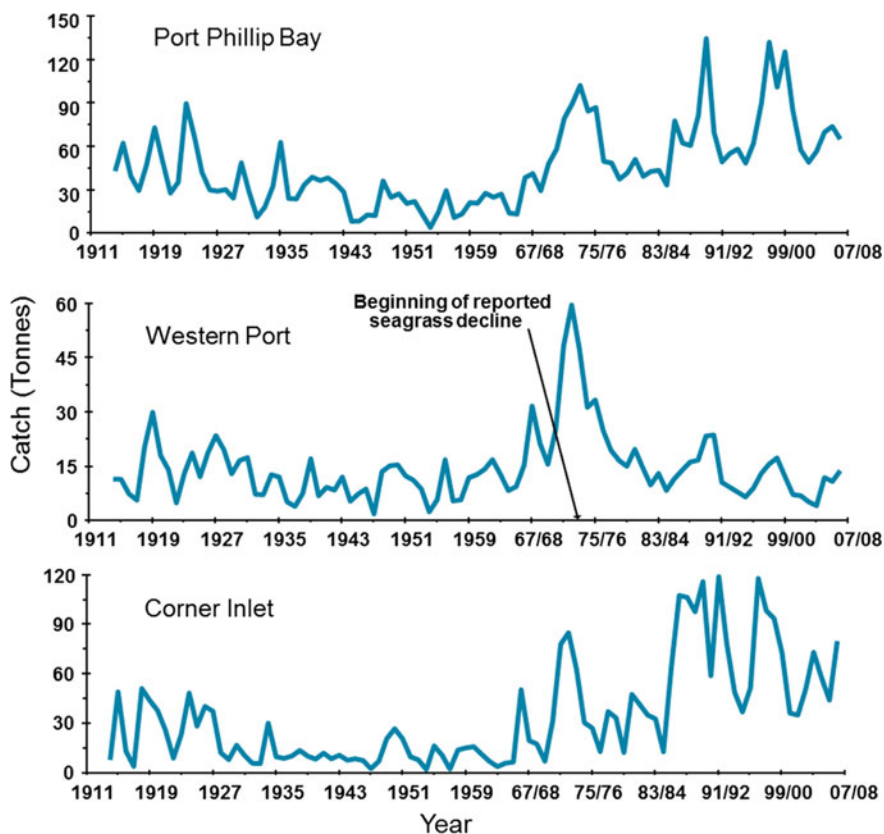 Port Phillip Bay
150
120
90
60
30
0
1911 1919 1927 1935 1943 1951 1959 67/68 75/76 83/84 91/92 99/00 07/08
Catch (Tonnes)
Western Port
Beginning of reported
seagrass decline
60
45
30
15
0
1911 1919 1927 1935 1943 1951 1959 67/68 75/76 83/84 91/92 99/00 07/08
Corner Inlet
120
90
60
30
0
1911 1919 1927 1935 1943 1951 1959 67/68 75/76 83/84 91/92 99/00 07/08
Year